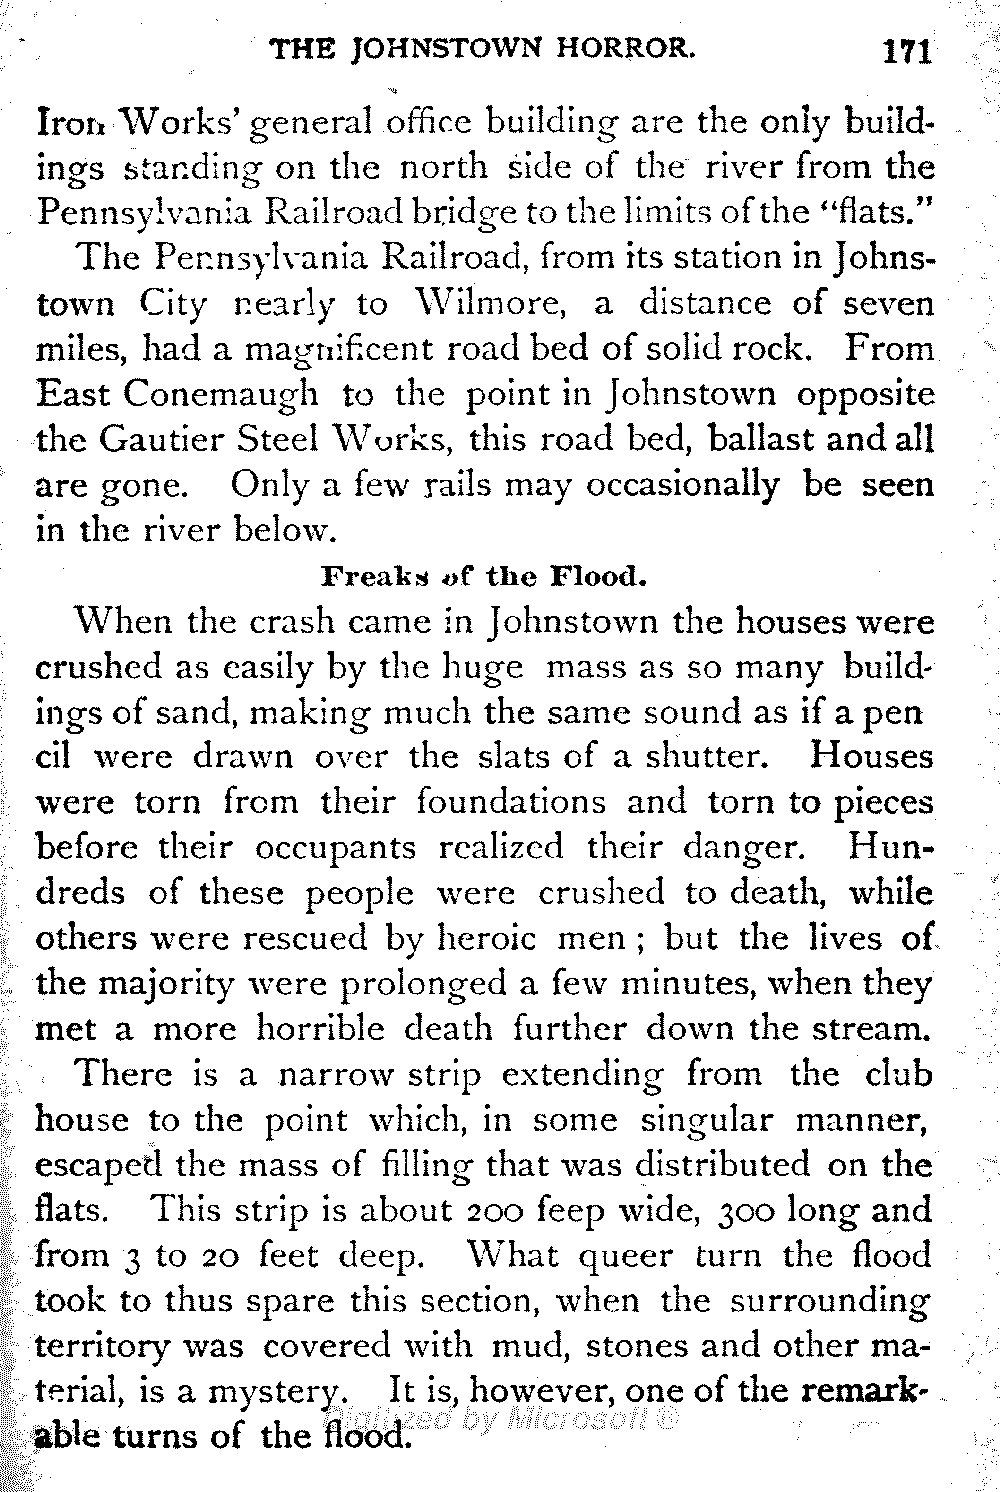 THE JOHNSTOWN HORROR. 171
Iron Works' general office building are the only build-
ings standing on the north side of the river from the
Pennsylvania Railroad bridge to the limits of the "flats."
The Pennsylvania Railroad, from its station in Johns-
town City nearly to Wilmore, a distance of seven
miles, had a magnificent road bed of solid rock. From
East Conemaugh to the point in Johnstown opposite
the Gautier Steel Works, this road bed, ballast and all
are gone. Only a few rails may occasionally be seen
in the river below.
Freaks of the Flood.
When the crash came in Johnstown the houses were
crushed as easily by the huge mass as so many build-
ings of sand, making much the same sound as if a pen
cil were drawn over the slats of a shutter. Houses
were torn from their foundations and torn to pieces
before their occupants realized their danger. Hun-
dreds of these people were crushed to death, while
others were rescued by heroic men ; but the lives of
the majority were prolonged a few minutes, when they
met a more horrible death further down the stream.
There is a narrow strip extending from the club
house to the point which, in some singular manner,
escaped the mass of filling that was distributed on the
flats. This strip is about 200 feep wide, 300 long and
from 3 to 20 feet deep. What queer turn the flood
took to thus spare this section, when the surrounding
territory was covered with mud, stones and other ma-
terial, is a mystery. It is, however, one of the remark-
able turns of the flood.
Digitized by Microsoft ®